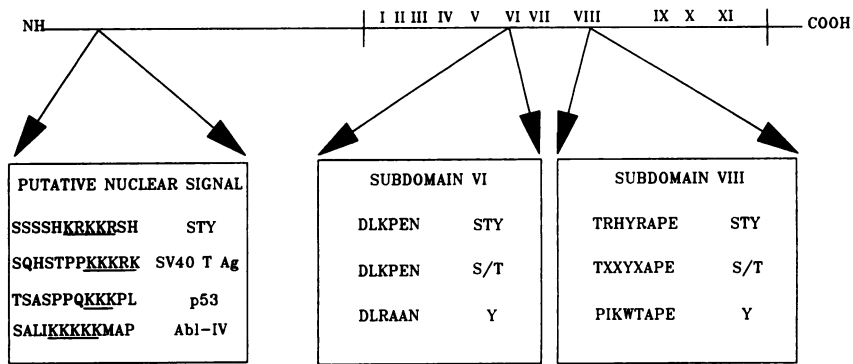 I II III IV V VI VII VIII IX X XI
NH COOH
PUTATIVE NUCLEAR SIGNAL
SSSSHKRKKRSH STY
SQHSTPPKKKRK SV40 T Ag
TSASPPQKKKPL p53
SALIKKKKKMAP Abl-IV
SUBDOMAIN VI
DLKPEN STY
DLKPEN S/T
DLRAAN Y
SUBDOMAIN VIII
TRHYRAPE STY
TXXYXAPE S/T
PIKWTAPE Y